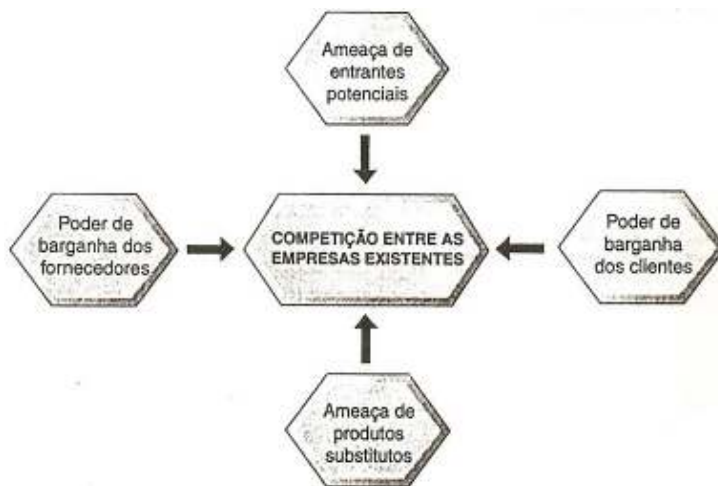 Ameaça de
entrantes
potenciais
Poder de
barganha dos
fornecedores
COMPETIÇÃO ENTRE AS
EMPRESAS EXISTENTES
Poder de
barganha
dos clientes
Ameaça de
produtos
substitutos